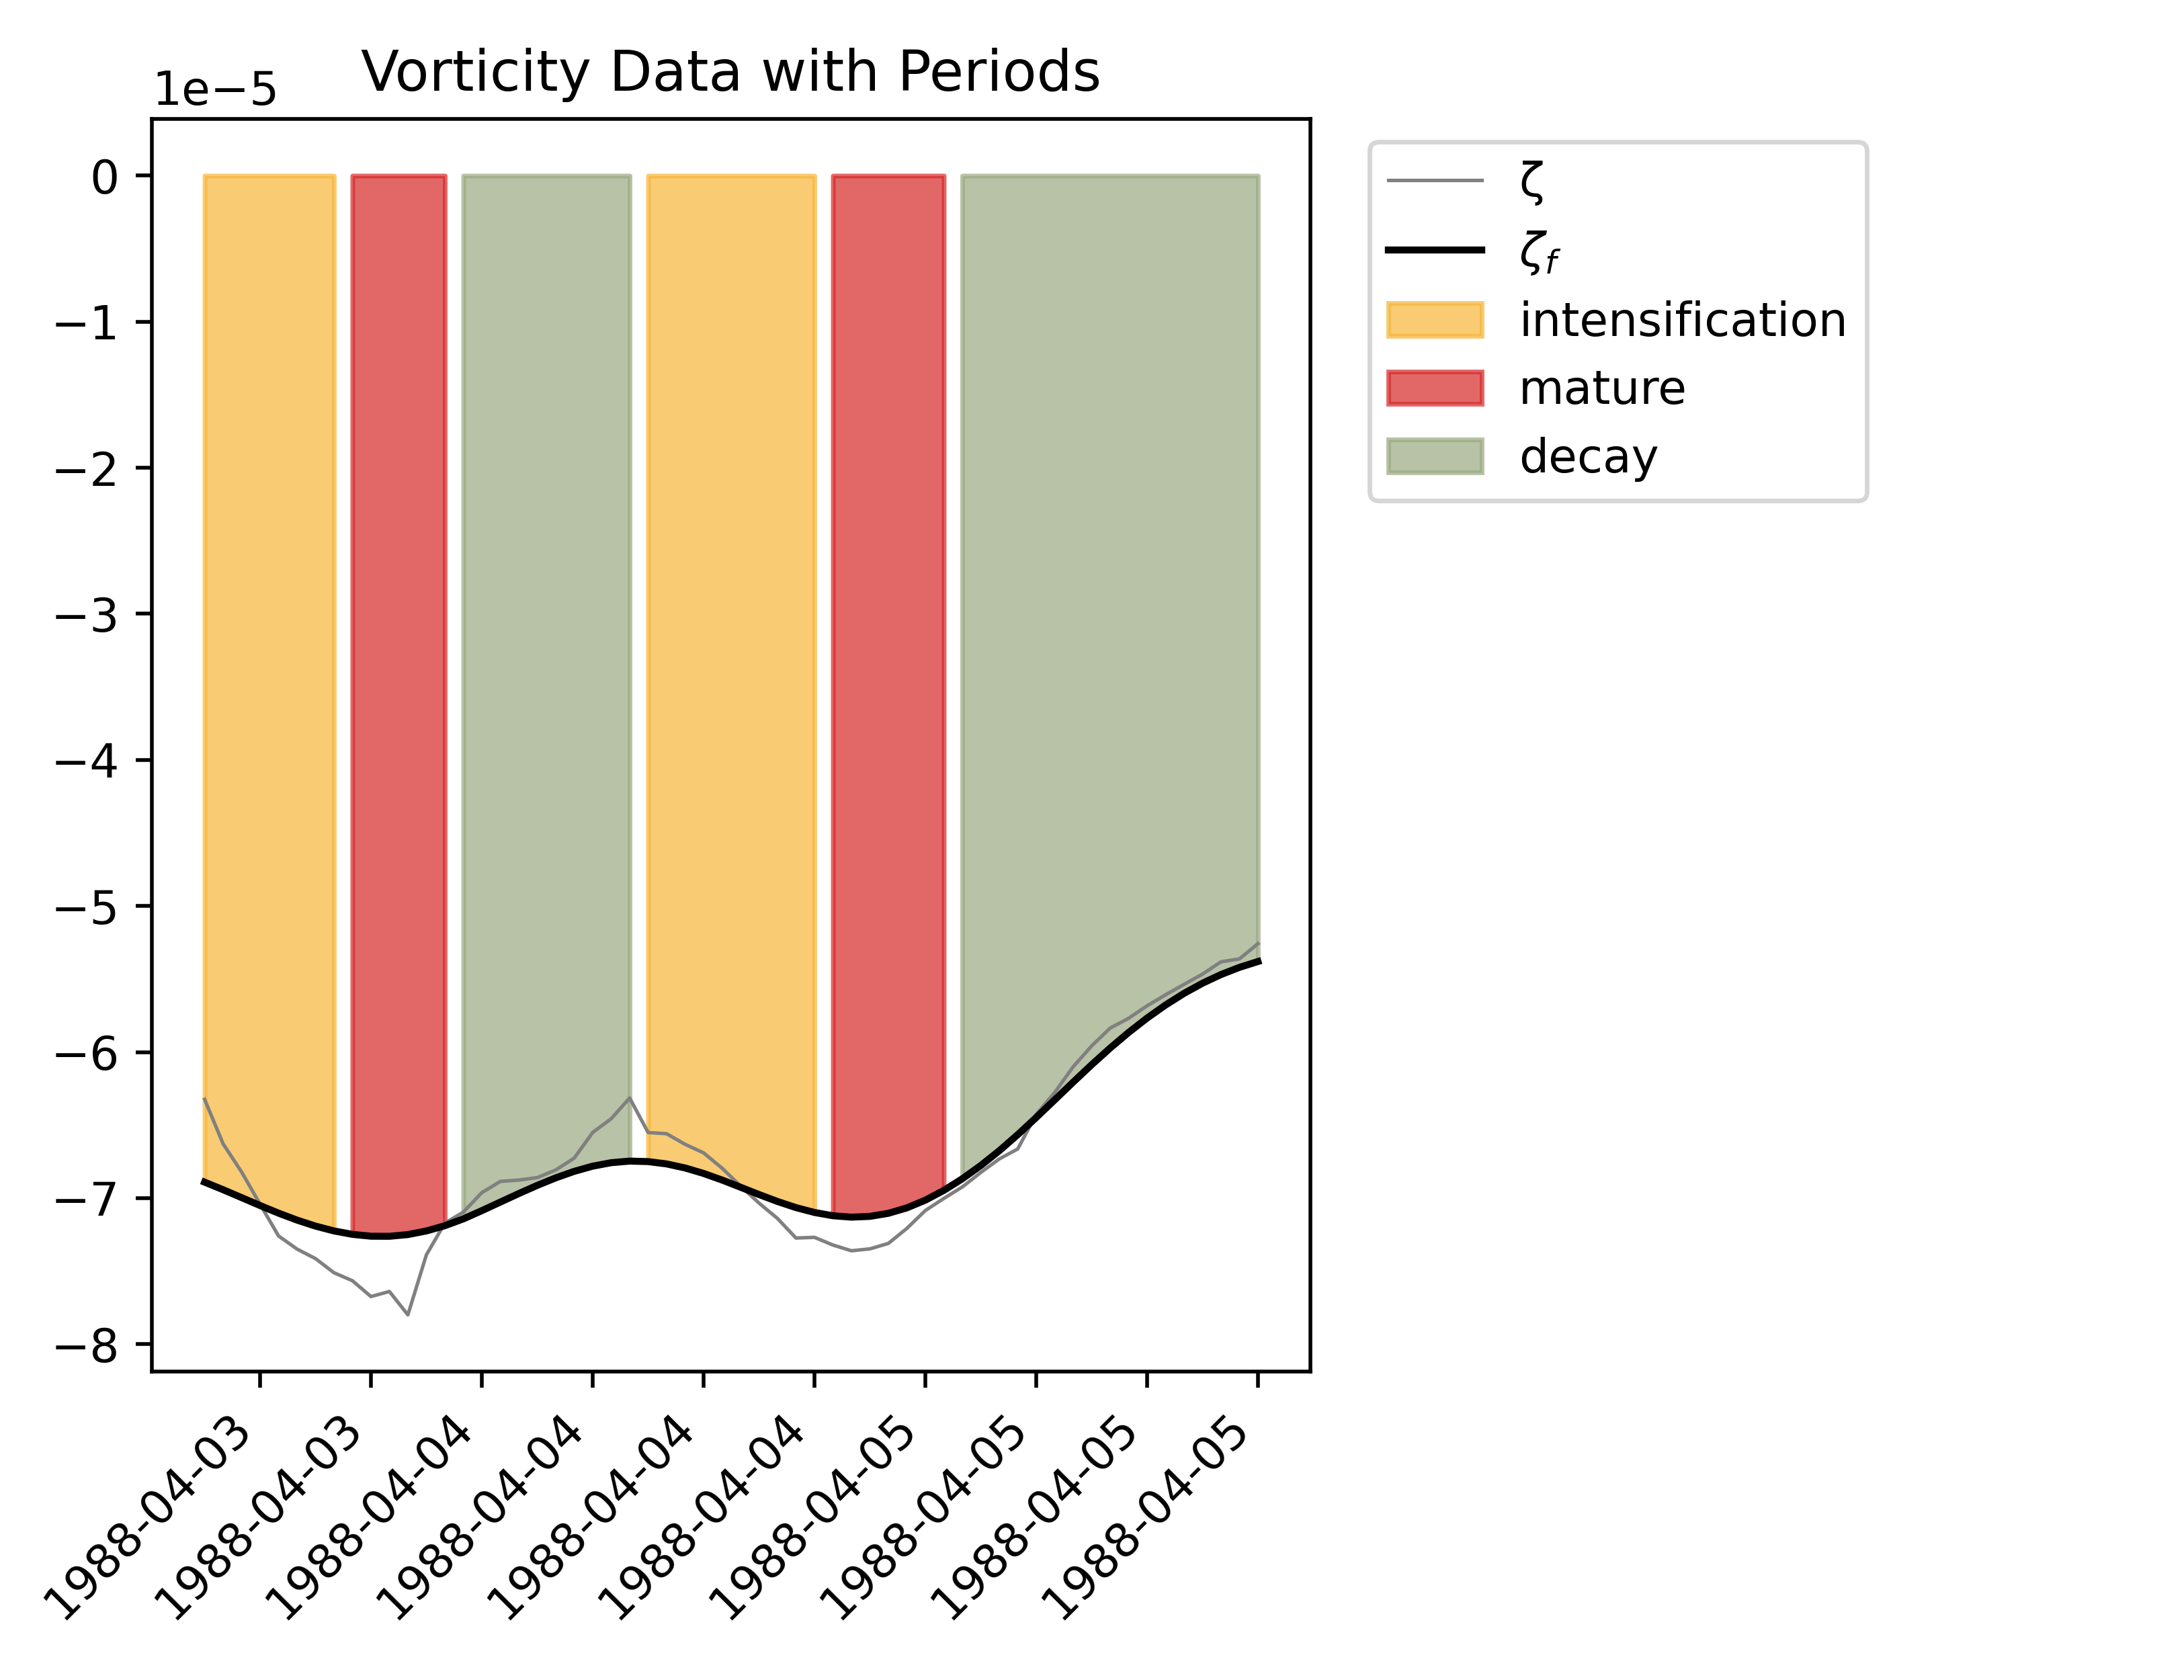 Vorticity Data with Periods
1e−5
0
−1
−2
−3
−4
−5
−6
−7
−8
1988-04-03
1988-04-03
1988-04-04
1988-04-04
1988-04-04
1988-04-04
1988-04-05
1988-04-05
1988-04-05
1988-04-05
ζ
ζf
intensification
mature
decay